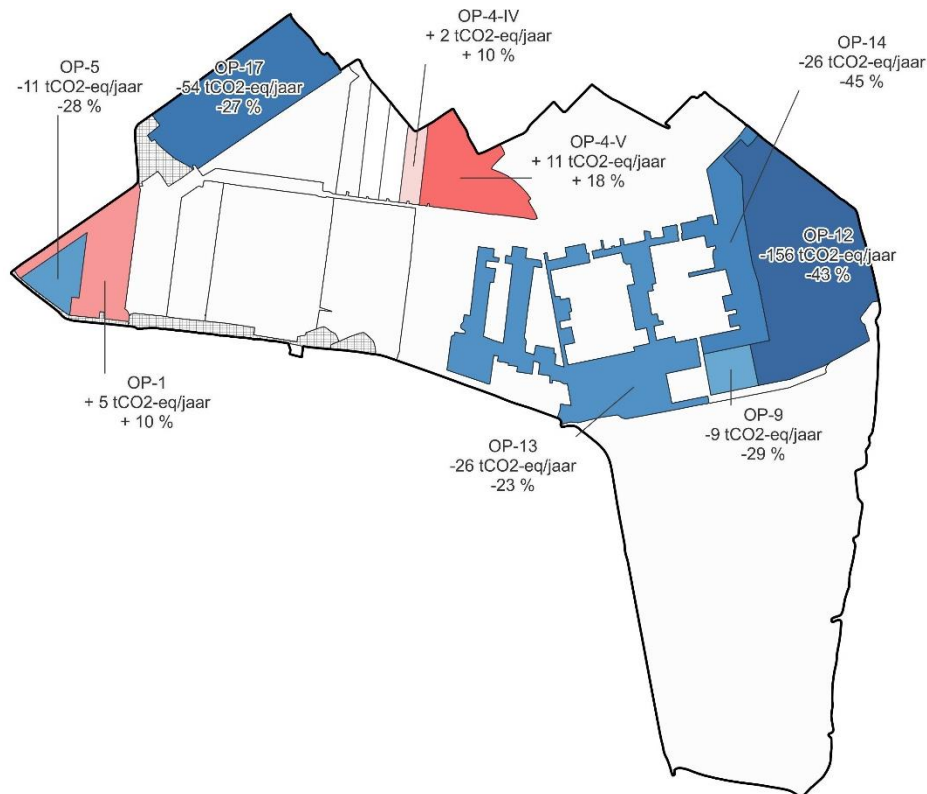 OP-4-IV
+ 2 tCO2-eq/jaar
+ 10 %
OP-14
-26 tCO2-eq/jaar
-45 %
OP-5
-11 tCO2-eq/jaar
-28 %
OP-17
-54 tCO2-eq/jaar
-27 %
OP-4-V
+ 11 tCO2-eq/jaar
+ 18 %
OP-12
-156 tCO2-eq/jaar
-43 %
OP-1
+ 5 tCO2-eq/jaar
+ 10 %
OP-9
-9 tCO2-eq/jaar
-29 %
OP-13
-26 tCO2-eq/jaar
-23 %